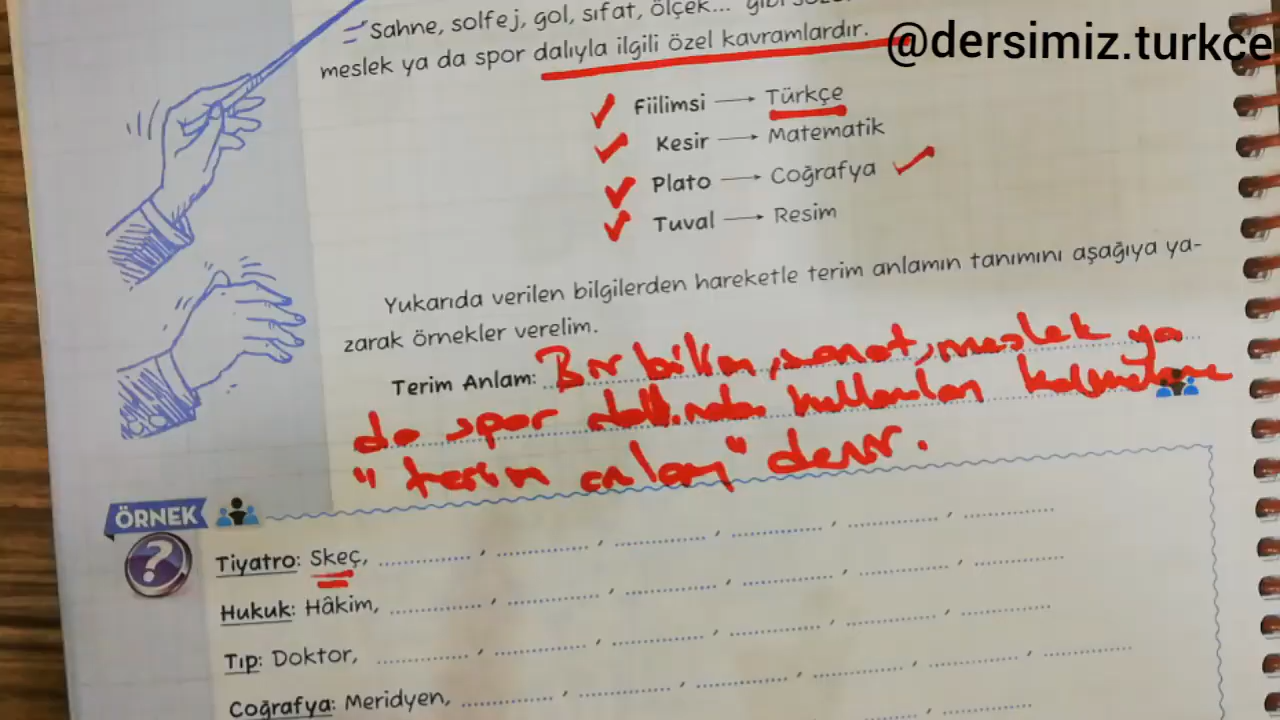 Sahne, solfej, gol, sıfat, ölçek... gibi
meslek ya da spor dalıyla ilgili özel kavramlardır.
@dersimiz.turkce
Fiilimsi → Türkçe
Kesir → Matematik
Plato → Coğrafya
Tuval → Resim
Yukarıda verilen bilgilerden hareketle terim anlamın tanımını aşağıya ya-
zarak örnekler verelim.
Terim Anlam: Bir bilim, sanat, meslek ya
da spor dalında kullanılan kelimelere
"terim anlam" denir.
ÖRNEK
Tiyatro: Skeç,
Hukuk: Hâkim,
Tıp: Doktor,
Coğrafya: Meridyen,